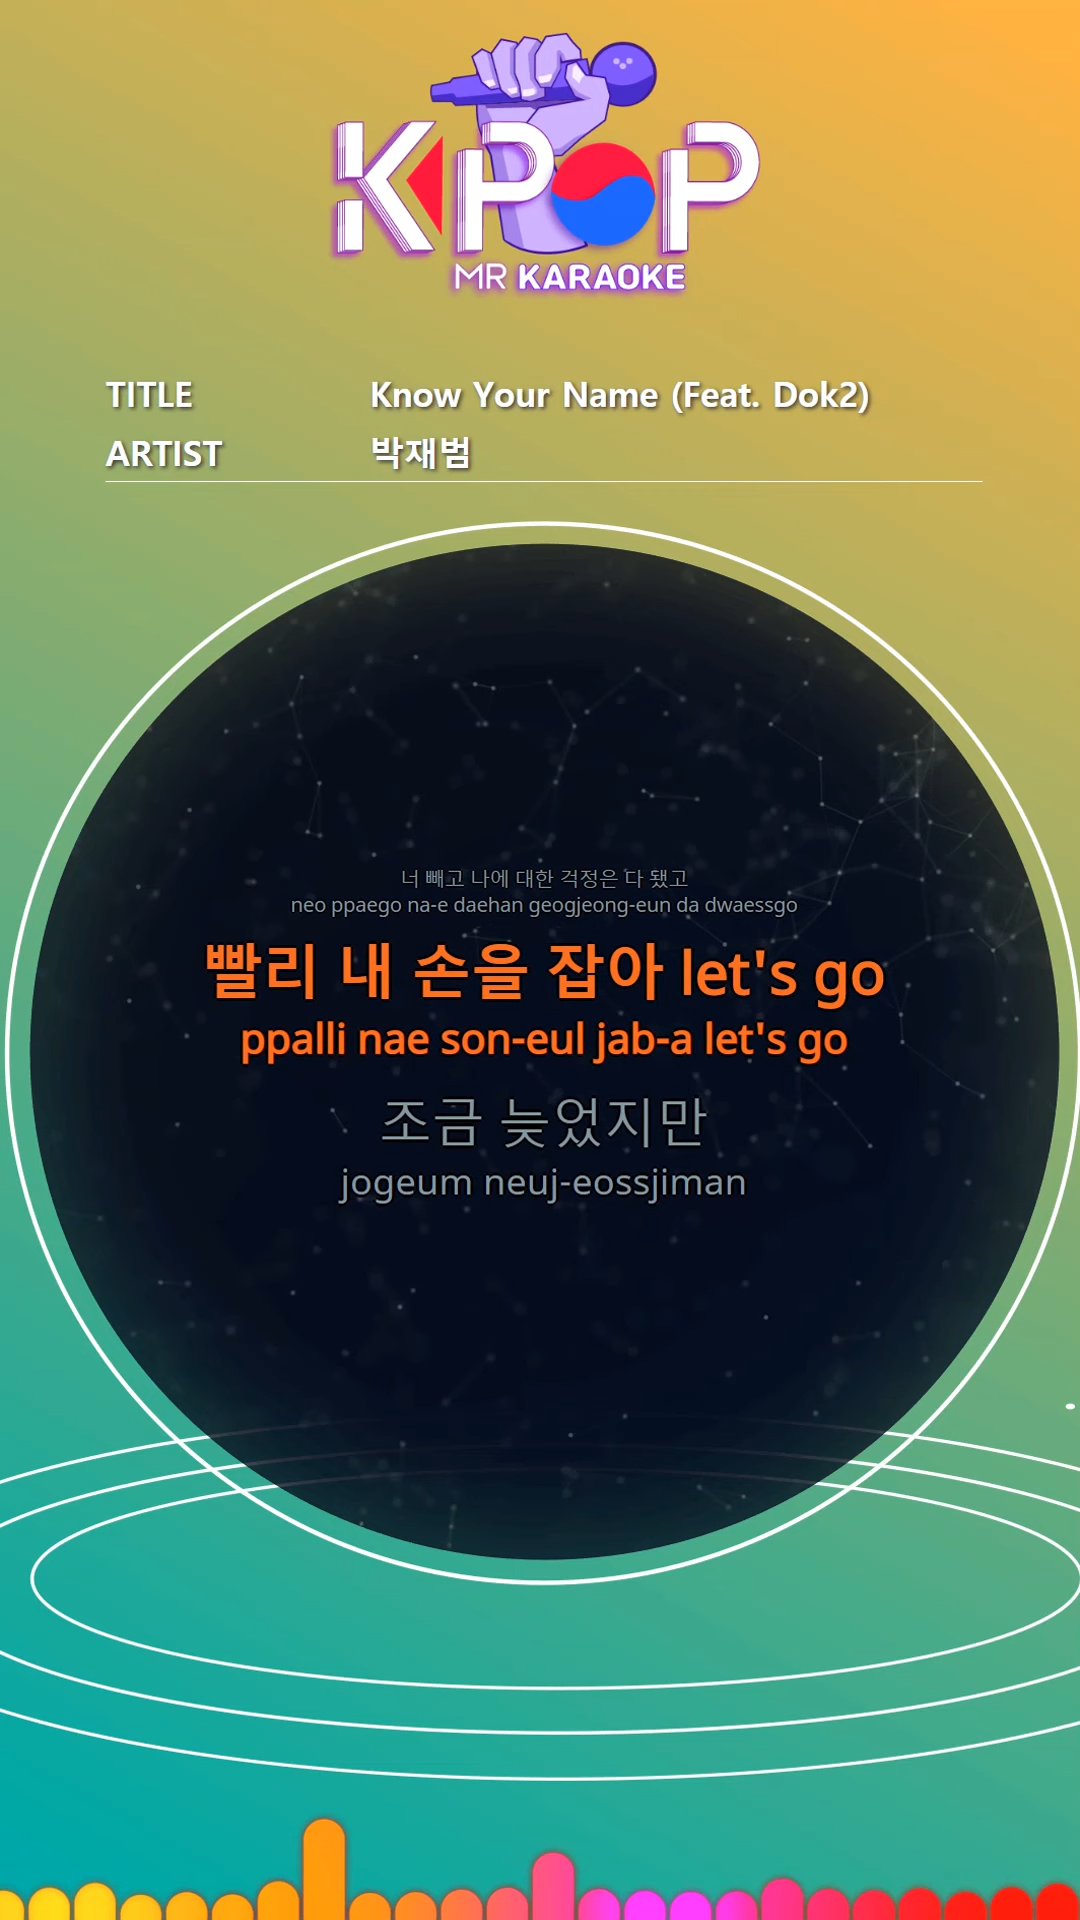 KPOP
MR KARAOKE
TITLE Know Your Name (Feat. Dok2)
ARTIST 박재범
너 빼고 나에 대한 걱정은 다 됐고
neo ppaego na-e daehan geogjeong-eun da dwaessgo
빨리 내 손을 잡아 let's go
ppalli nae son-eul jab-a let's go
조금 늦었지만
jogeum neuj-eossjiman